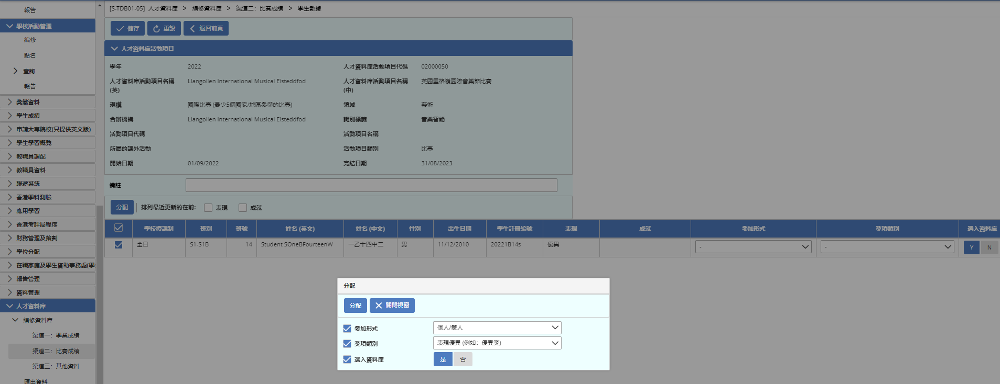 [S-TDB01-05] 人才資料庫 > 編修資料庫 > 渠道二：比賽成績 > 學生數據
報告
學校活動管理
編修
點名
查詢
報告
獎懲資料
學生成績
申請大專院校(只提供英文版)
學生學習概覽
教職員調配
教職員資料
聯遞系統
香港學科測驗
應用學習
香港考評局程序
財務管理及策劃
學位分配
在職家庭及學生資助事務處(學
報告管理
資料管理
人才資料庫
編修資料庫
渠道一：學業成績
渠道二：比賽成績
渠道三：其他資料
匯出資料
儲存 重設 返回前頁
人才資料庫活動項目
學年 2022 人才資料庫活動項目代碼 02000050
人才資料庫活動項目名稱 Llangollen International Musical Eisteddfod 人才資料庫活動項目名稱 英國靈格嶺國際音樂節比賽
(英) (中)
規模 國際比賽 (最少5個國家/地區參與的比賽) 領域 藝術
合辦機構 Llangollen International Musical Eisteddfod 識別標籤 音樂智能
活動項目代碼 活動項目名稱
所屬的課外活動 活動項目類別 比賽
開始日期 01/09/2022 完結日期 31/08/2023
備註
分配 排列最近更新的在前: 表現 成就
學校授課制 班別 班號 姓名 (英文) 姓名 (中文) 性別 出生日期 學生註冊編號 表現 成就 參加形式 獎項類別 選入資料庫
全日 S1-S1B 14 Student SOneBFourteenW 一乙十四中二 男 11/12/2010 20221B14s 優異 - - Y N
分配
分配 關閉視窗
參加形式 個人/雙人
獎項類別 表現優異 (例如：優異獎)
選入資料庫 是 否